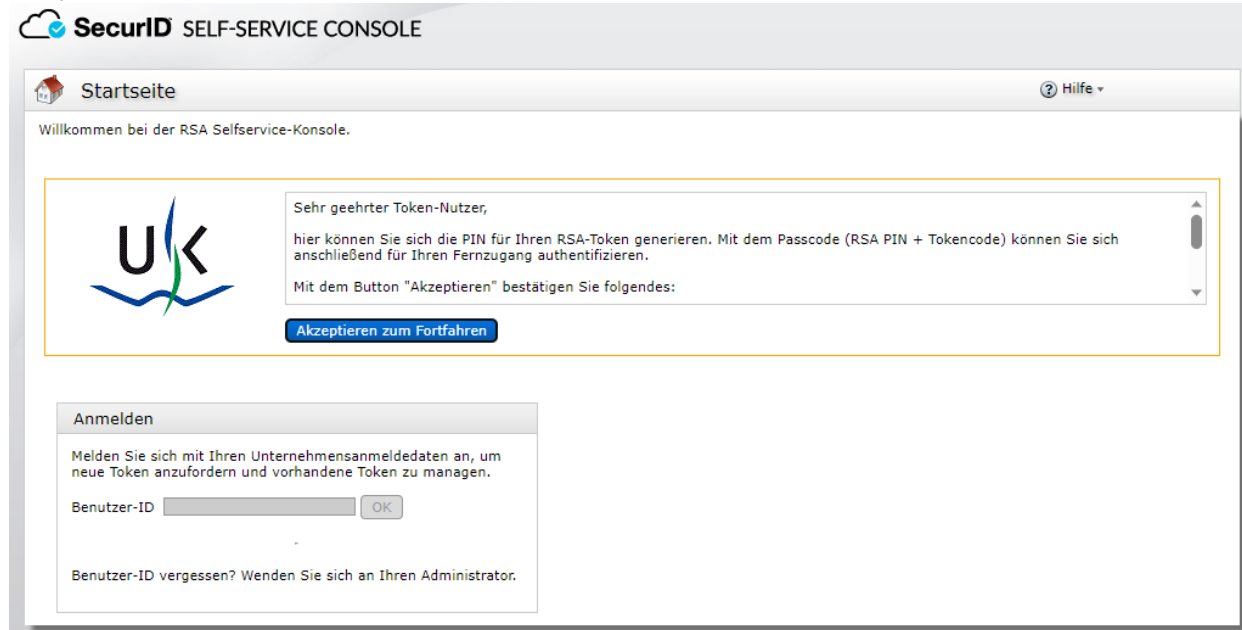 SecurID SELF-SERVICE CONSOLE
Startseite
Hilfe
Willkommen bei der RSA Selfservice-Konsole.
UK
Sehr geehrter Token-Nutzer,
hier können Sie sich die PIN für Ihren RSA-Token generieren. Mit dem Passcode (RSA PIN + Tokencode) können Sie sich
anschließend für Ihren Fernzugang authentifizieren.
Mit dem Button "Akzeptieren" bestätigen Sie folgendes:
Akzeptieren zum Fortfahren
Anmelden
Melden Sie sich mit Ihren Unternehmensanmeldedaten an, um
neue Token anzufordern und vorhandene Token zu managen.
Benutzer-ID OK
Benutzer-ID vergessen? Wenden Sie sich an Ihren Administrator.